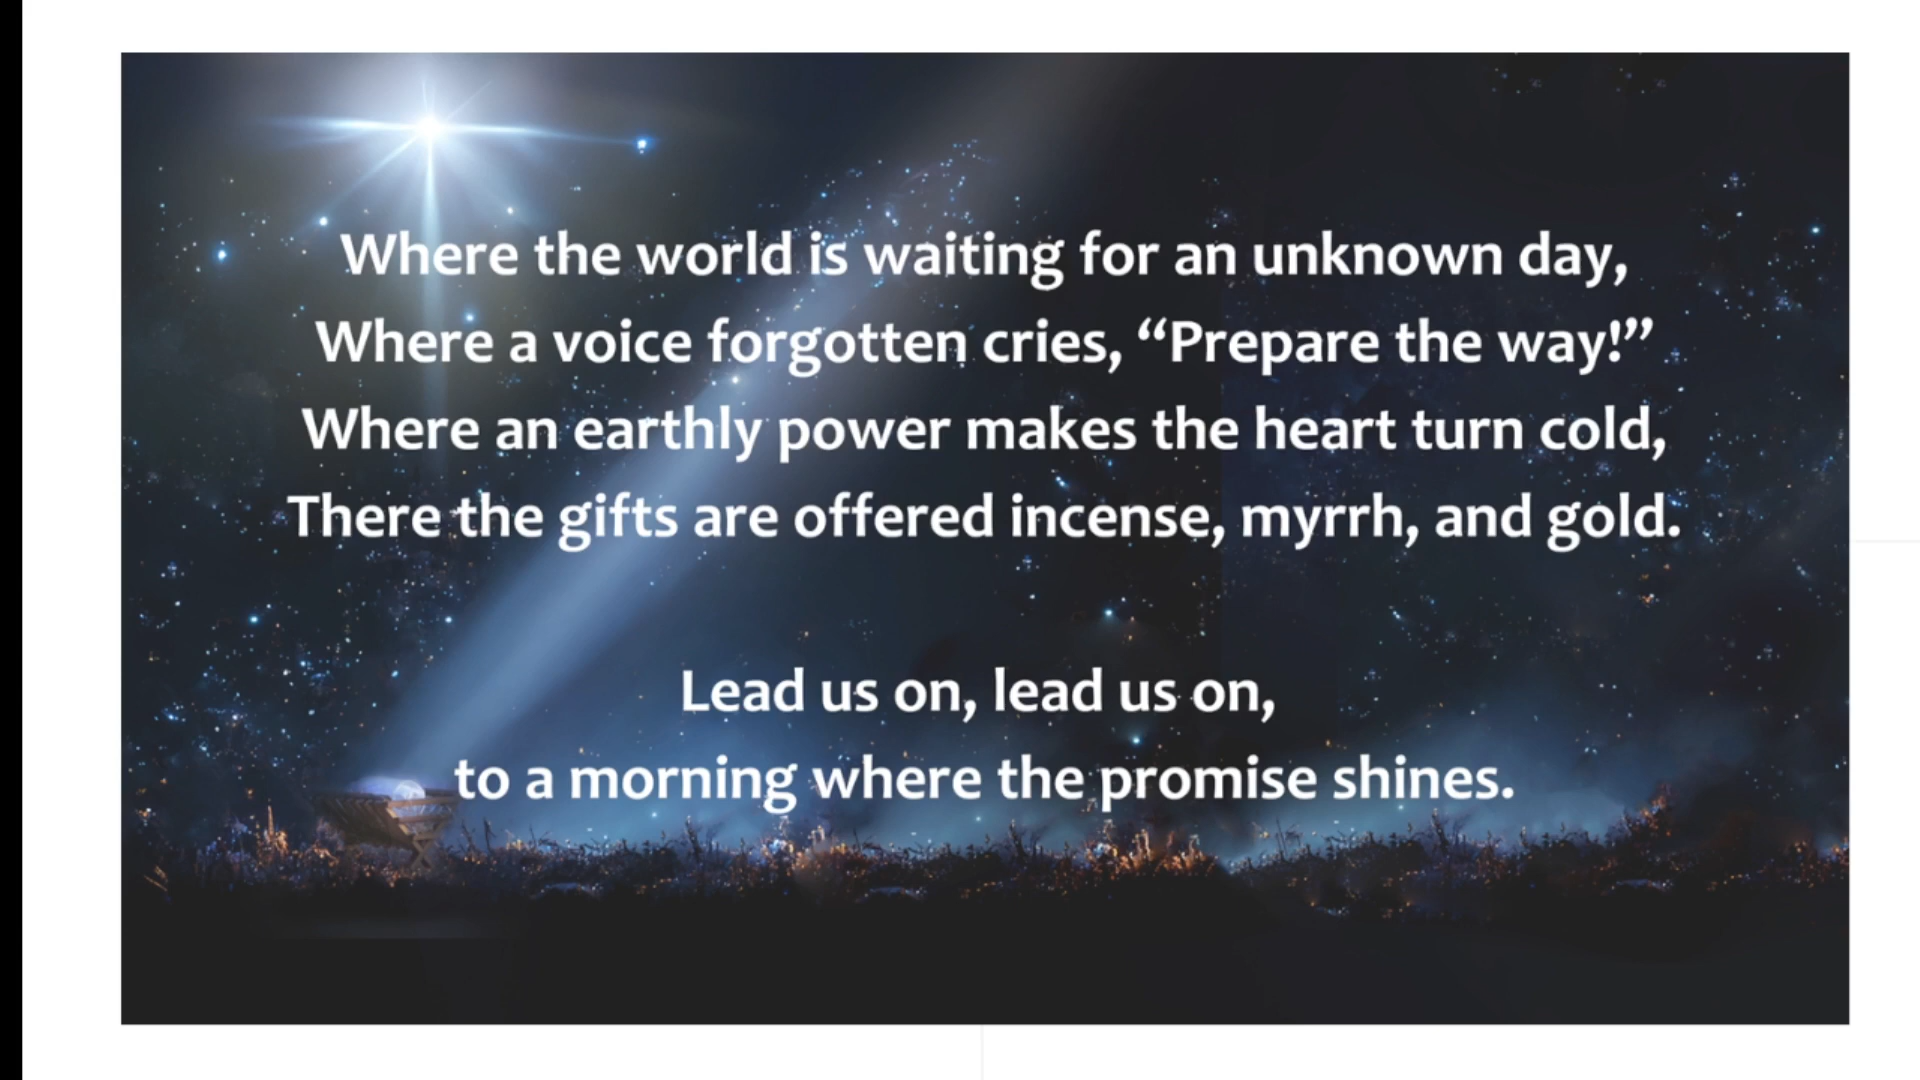 Where the world is waiting for an unknown day,
Where a voice forgotten cries, “Prepare the way!”
Where an earthly power makes the heart turn cold,
There the gifts are offered incense, myrrh, and gold.
Lead us on, lead us on,
to a morning where the promise shines.